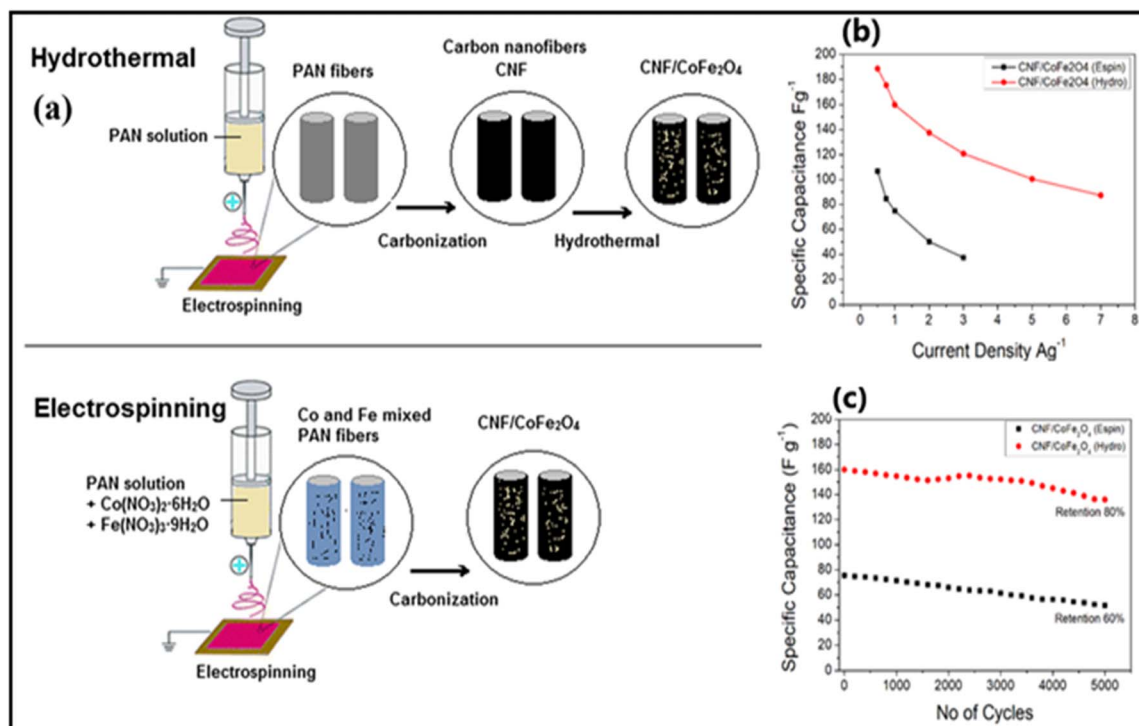 Hydrothermal
(a)
PAN solution
PAN fibers
Carbon nanofibers
CNF
CNF/CoFe₂O₄
Carbonization
Hydrothermal
Electrospinning
Electrospinning
PAN solution
+ Co(NO₃)₂·6H₂O
+ Fe(NO₃)₃·9H₂O
Co and Fe mixed
PAN fibers
CNF/CoFe₂O₄
Carbonization
Electrospinning
(b)
CNF/CoFe2O4 (Espin)
CNF/CoFe2O4 (Hydro)
Specific Capacitance Fg⁻¹
200
180
160
140
120
100
80
60
40
20
0
0 1 2 3 4 5 6 7 8
Current Density Ag⁻¹
(c)
CNF/CoFe₂O₄ (Espin)
CNF/CoFe₂O₄ (Hydro)
Specific Capacitance (F g⁻¹)
200
180
160
140
120
100
80
60
40
20
0
Retention 80%
Retention 60%
0 1000 2000 3000 4000 5000
No of Cycles